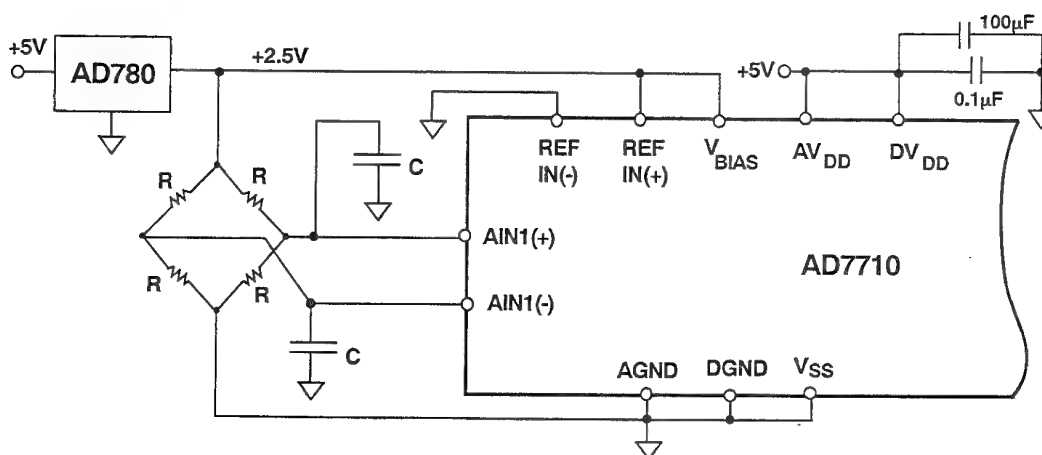 +5V
AD780
+2.5V
100µF
+5V
0.1µF
REF IN(-)
REF IN(+)
VBIAS
AVDD
DVDD
C
R
R
R
R
AIN1(+)
AIN1(-)
AD7710
C
AGND
DGND
VSS